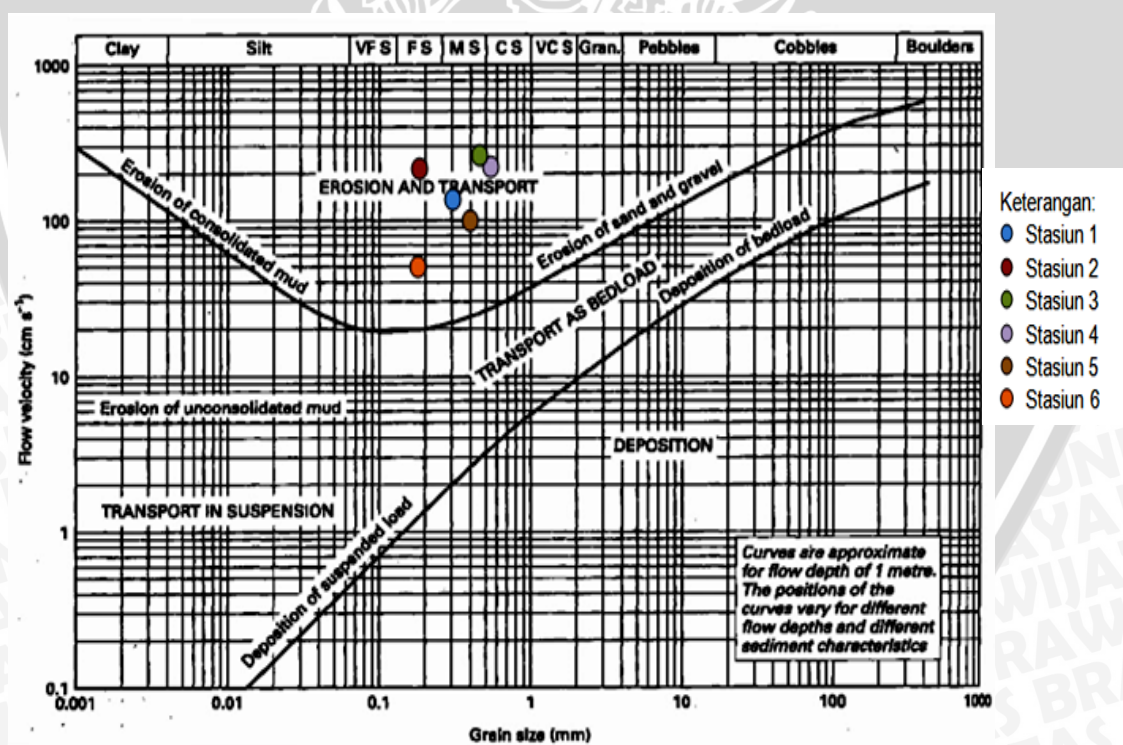 Clay Silt VF S F S M S C S VC S Gran. Pebbles Cobbles Boulders
1000
100
10
1
0,1
Flow velocity (cm s⁻¹)
Erosion of consolidated mud
EROSION AND TRANSPORT
Erosion of sand and gravel
TRANSPORT AS BEDLOAD
Deposition of bedload
Erosion of unconsolidated mud
DEPOSITION
TRANSPORT IN SUSPENSION
Deposition of suspended load
Curves are approximate
for flow depth of 1 metre.
The positions of the
curves vary for different
flow depths and different
sediment characteristics
0.001 0.01 0.1 1 10 100 1000
Grain size (mm)
Keterangan:
Stasiun 1
Stasiun 2
Stasiun 3
Stasiun 4
Stasiun 5
Stasiun 6